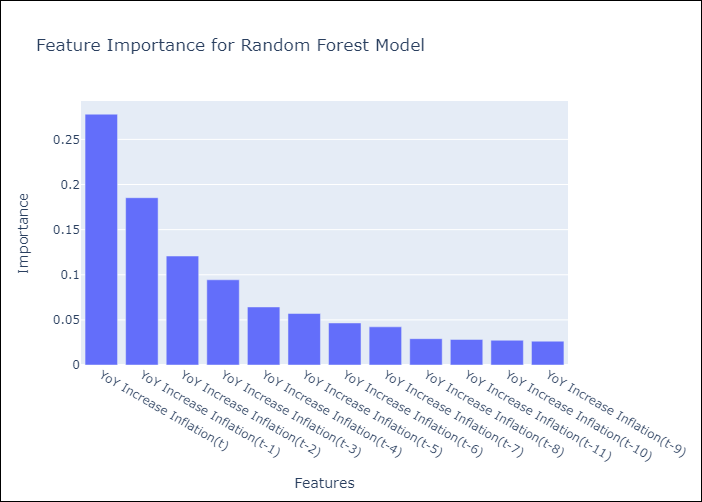 Feature Importance for Random Forest Model
Importance
0.25
0.2
0.15
0.1
0.05
0
YoY Increase Inflation(t)
YoY Increase Inflation(t-1)
YoY Increase Inflation(t-2)
YoY Increase Inflation(t-3)
YoY Increase Inflation(t-4)
YoY Increase Inflation(t-5)
YoY Increase Inflation(t-6)
YoY Increase Inflation(t-7)
YoY Increase Inflation(t-8)
YoY Increase Inflation(t-11)
YoY Increase Inflation(t-10)
YoY Increase Inflation(t-9)
Features